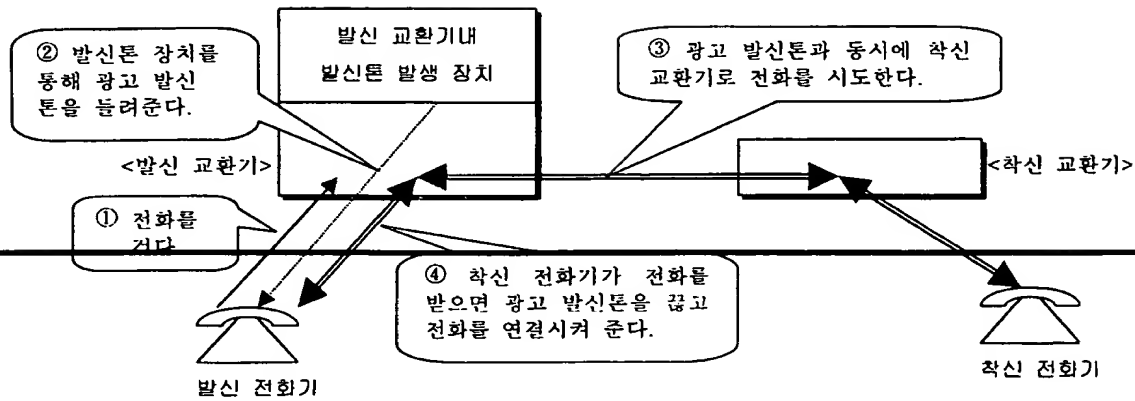 ② 발신톤 장치를
통해 광고 발신
톤을 들려준다.
발신 교환기내
발신톤 발생 장치
③ 광고 발신톤과 동시에 착신
교환기로 전화를 시도한다.
<발신 교환기>
<착신 교환기>
① 전화를
건다
④ 착신 전화기가 전화를
받으면 광고 발신톤을 끊고
전화를 연결시켜 준다.
발신 전화기
착신 전화기